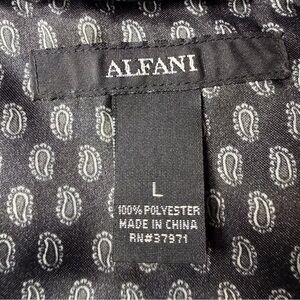 ALFANI
L
100% POLYESTER
MADE IN CHINA
RN#37971